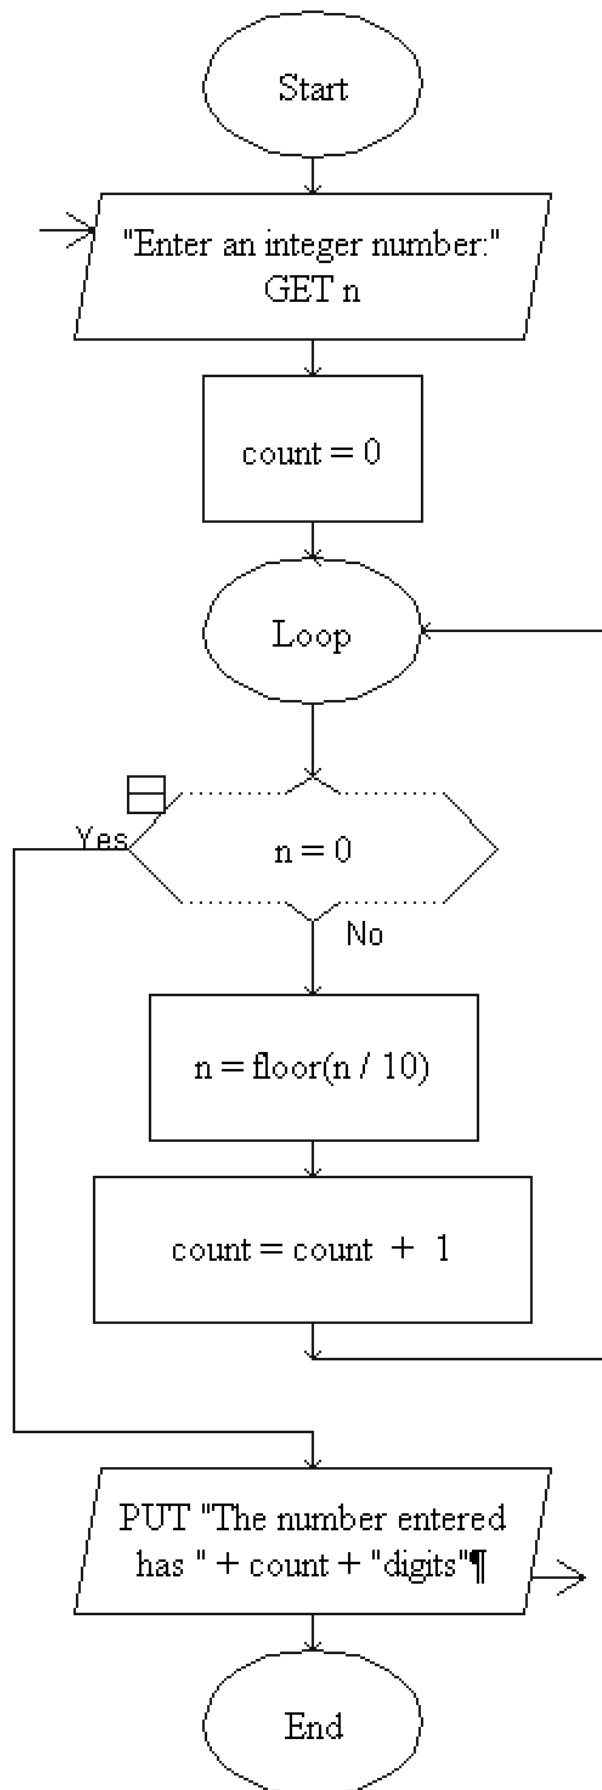 Start
"Enter an integer number:"
GET n
count = 0
Loop
Yes
n = 0
No
n = floor(n / 10)
count = count + 1
PUT "The number entered
has " + count + "digits"¶
End